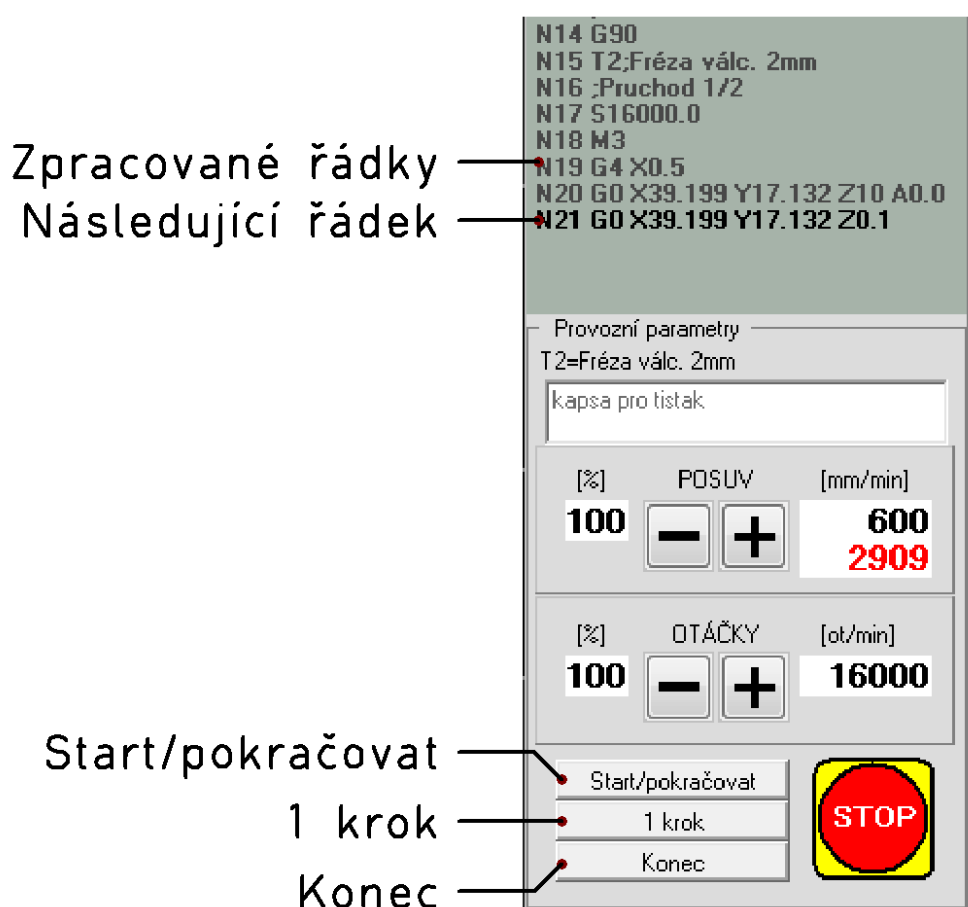 N14 G90
N15 T2;Fréza válc. 2mm
N16 ;Pruchod 1/2
N17 S16000.0
N18 M3
Zpracované řádky
N19 G4 X0.5
N20 G0 X39.199 Y17.132 Z10 A0.0
Následující řádek
N21 G0 X39.199 Y17.132 Z0.1
Provozní parametry
T2=Fréza válc. 2mm
kapsa pro tistak
[%] POSUV [mm/min]
100 − + 600
2909
[%] OTÁČKY [ot/min]
100 − + 16000
Start/pokračovat
Start/pokračovat
1 krok
1 krok
Konec
Konec
STOP